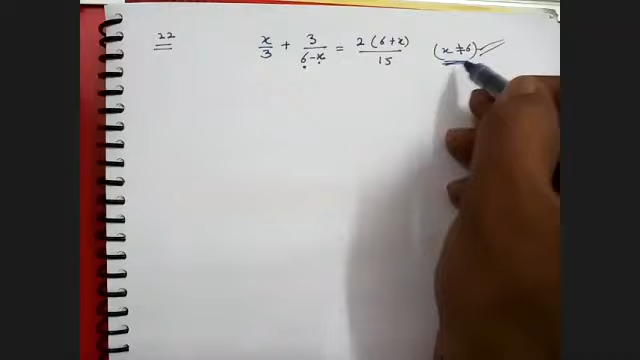 22
x/3 + 3/(6-x) = 2(6+x)/15 (x≠6)